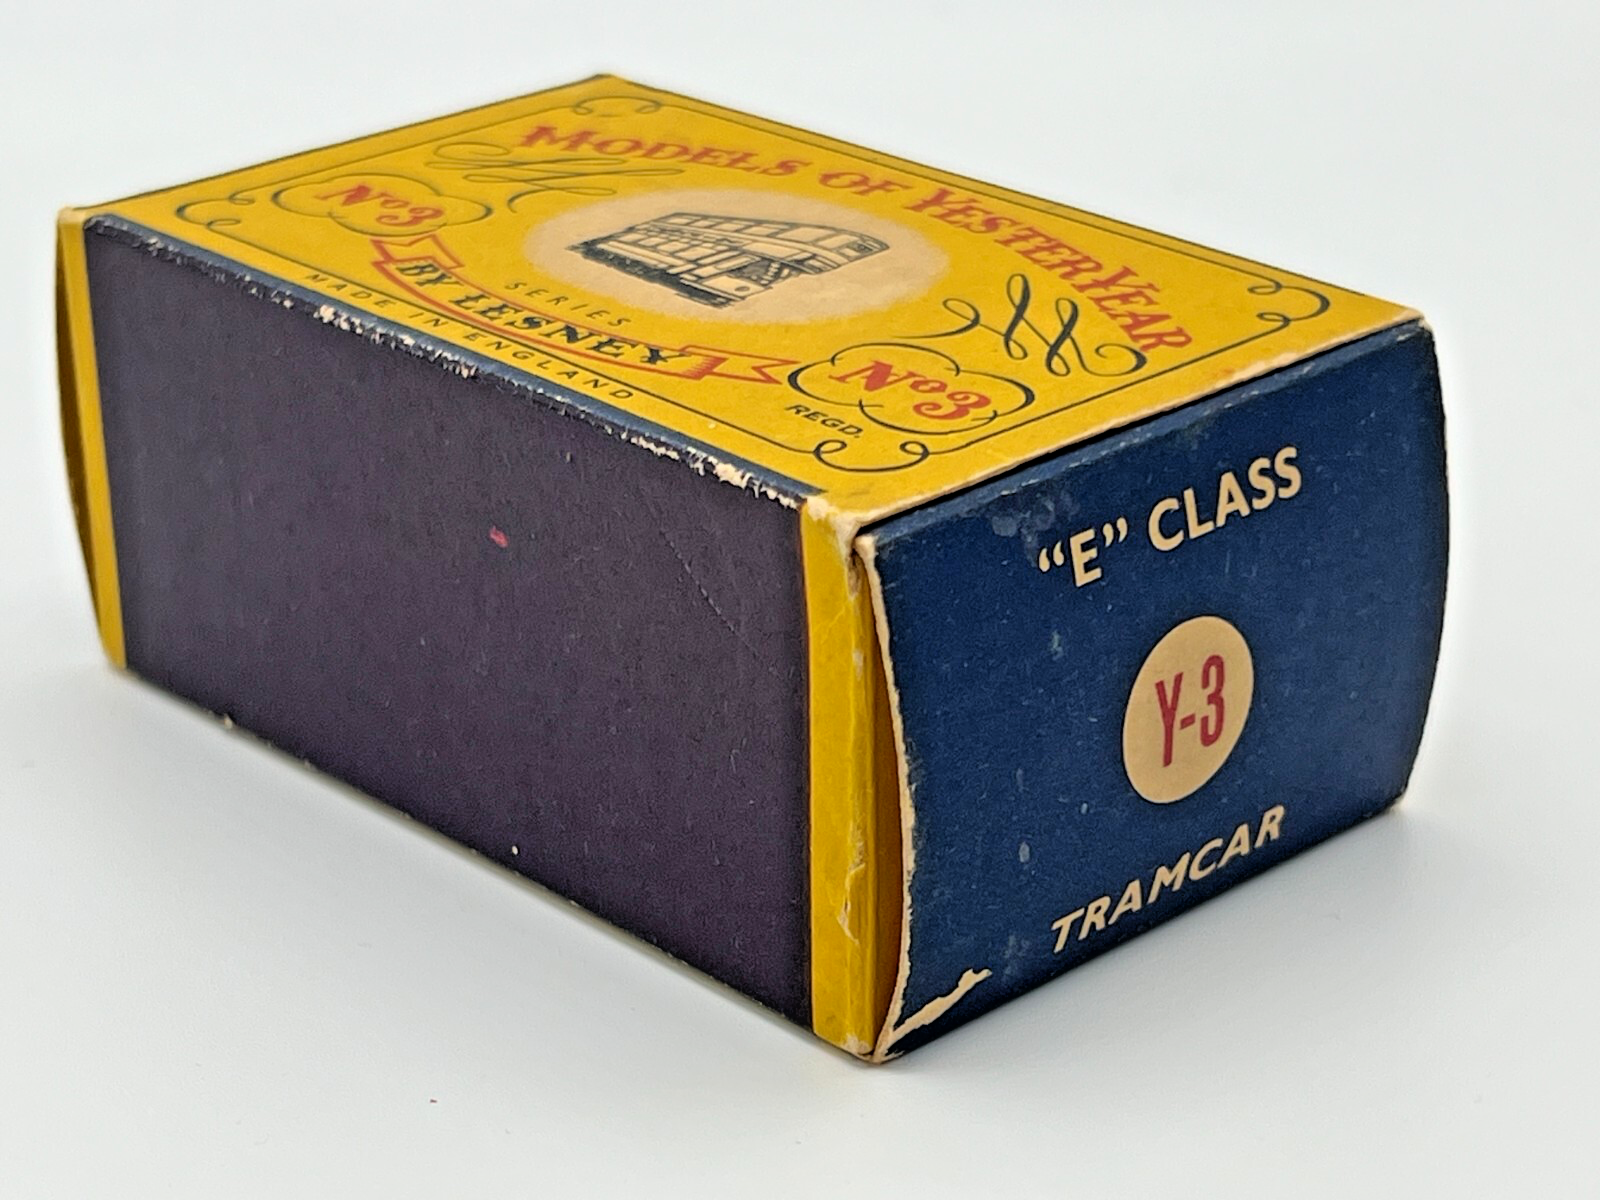 MODELS OF YESTERYEAR
No3
No3
SERIES
BY LESNEY
MADE IN ENGLAND
REGD.
"E" CLASS
Y-3
TRAMCAR